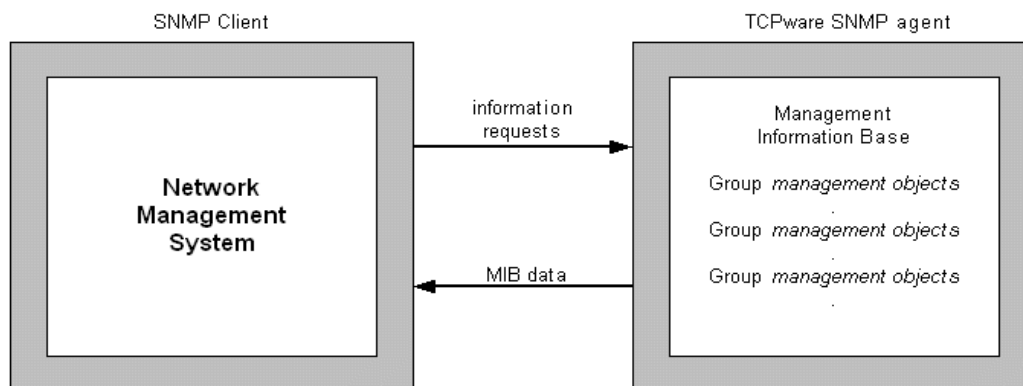 SNMP Client
TCPware SNMP agent
Network
Management
System
information
requests
MIB data
Management
Information Base
Group management objects
.
Group management objects
.
Group management objects
.